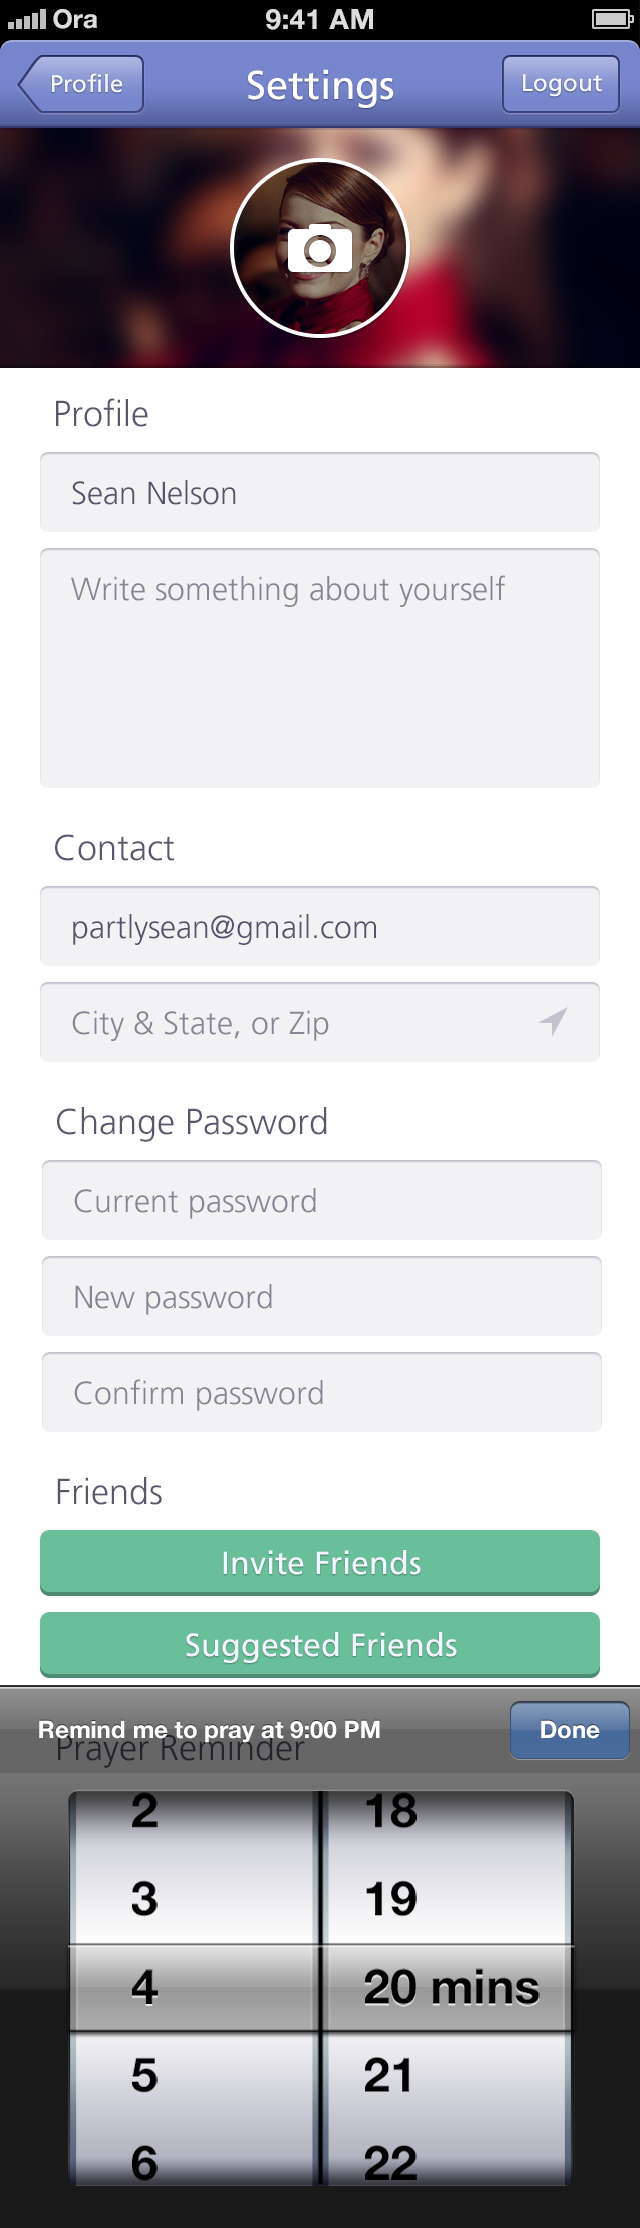 Ora 9:41 AM
Profile Settings Logout
Profile
Sean Nelson
Write something about yourself
Contact
partlysean@gmail.com
City & State, or Zip
Change Password
Current password
New password
Confirm password
Friends
Invite Friends
Suggested Friends
Remind me to pray at 9:00 PM Done
Prayer Reminder
2 18
3 19
4 20 mins
5 21
6 22